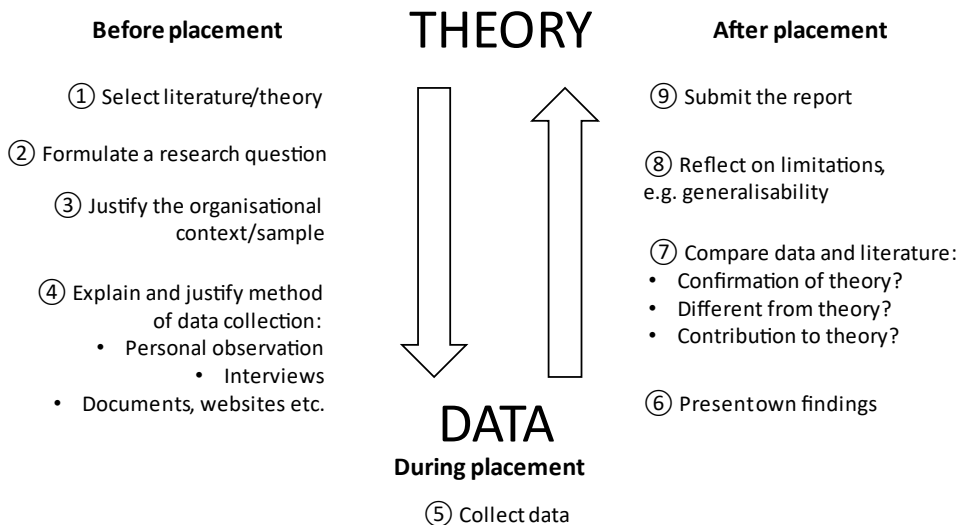 THEORY
Before placement
① Select literature/theory
② Formulate a research question
③ Justify the organisational
context/sample
④ Explain and justify method
of data collection:
• Personal observation
• Interviews
• Documents, websites etc.
DATA
During placement
⑤ Collect data
After placement
⑨ Submit the report
⑧ Reflect on limitations,
e.g. generalisability
⑦ Compare data and literature:
• Confirmation of theory?
• Different from theory?
• Contribution to theory?
⑥ Present own findings